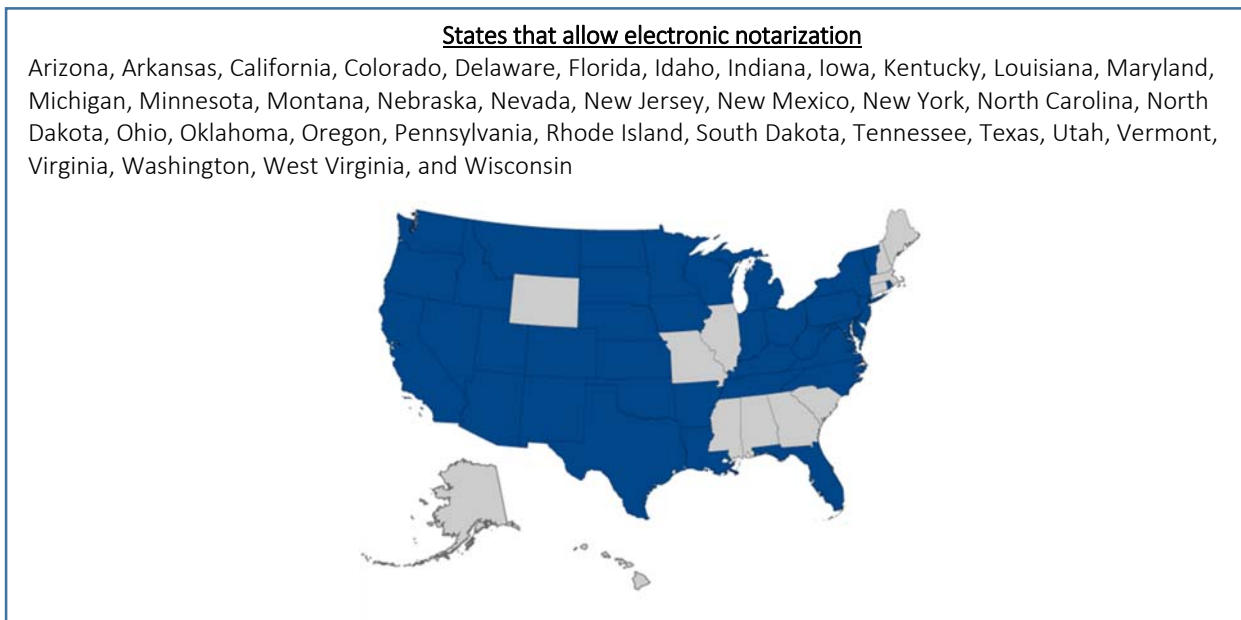 States that allow electronic notarization
Arizona, Arkansas, California, Colorado, Delaware, Florida, Idaho, Indiana, Iowa, Kentucky, Louisiana, Maryland,
Michigan, Minnesota, Montana, Nebraska, Nevada, New Jersey, New Mexico, New York, North Carolina, North
Dakota, Ohio, Oklahoma, Oregon, Pennsylvania, Rhode Island, South Dakota, Tennessee, Texas, Utah, Vermont,
Virginia, Washington, West Virginia, and Wisconsin